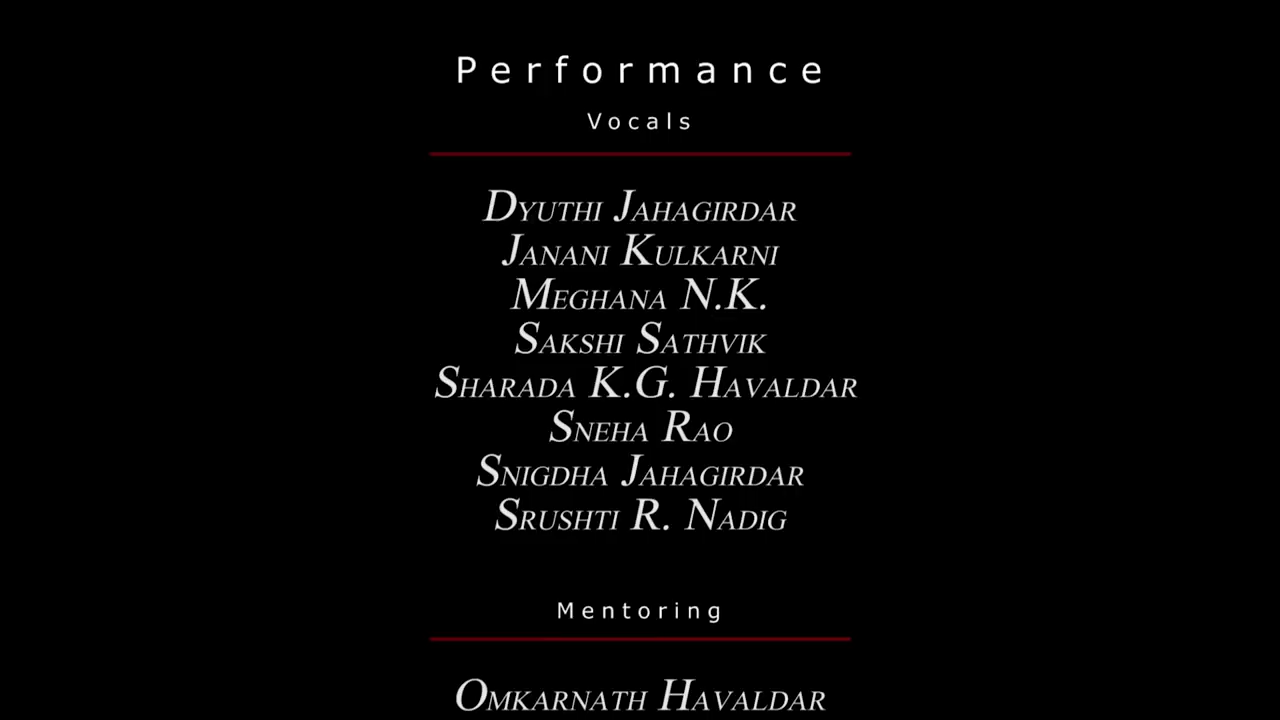 Performance
Vocals
Dyuthi Jahagirdar
Janani Kulkarni
Meghana N.K.
Sakshi Sathvik
Sharada K.G. Havaldar
Sneha Rao
Snigdha Jahagirdar
Srushti R. Nadig
Mentoring
Omkarnath Havaldar